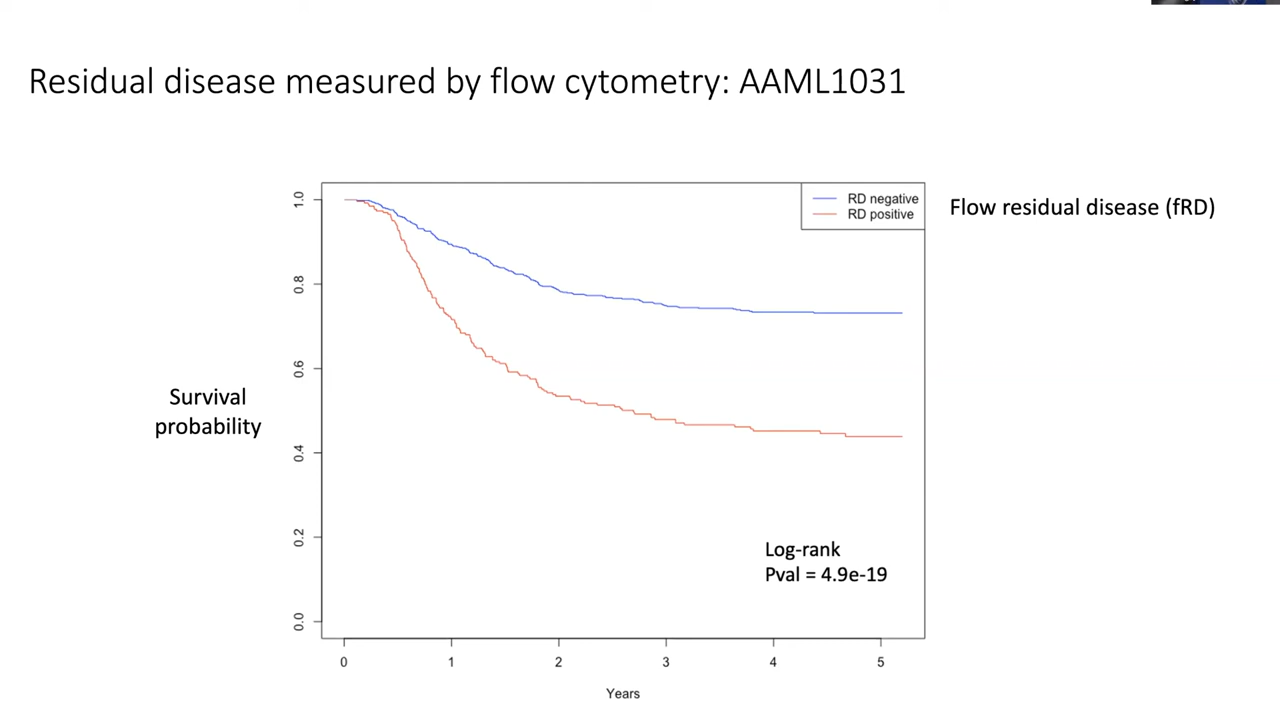 Residual disease measured by flow cytometry: AAML1031
RD negative
RD positive
Flow residual disease (fRD)
Survival
probability
1.0
0.8
0.6
0.4
0.2
0.0
Log-rank
Pval = 4.9e-19
0 1 2 3 4 5
Years